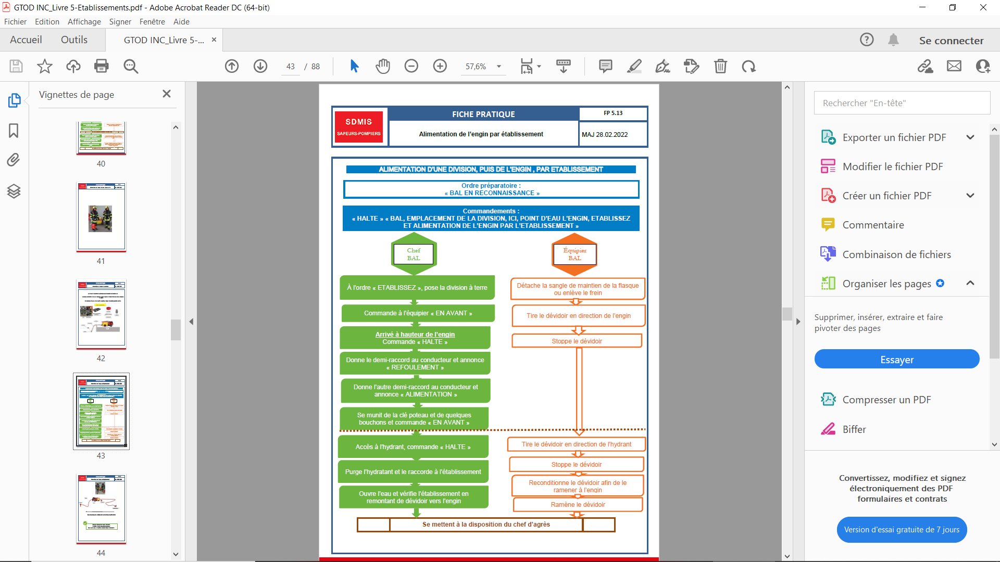 GTOD INC_Livre 5-Etablissements.pdf - Adobe Acrobat Reader DC (64-bit)
Fichier Edition Affichage Signer Fenêtre Aide
Accueil Outils GTOD INC_Livre 5-... × Se connecter
43 / 88 57,6%
Vignettes de page
40
41
42
43
44
SDMIS
SAPEURS-POMPIERS
FICHE PRATIQUE
FP 5.13
Alimentation de l'engin par établissement
MAJ 28.02.2022
ALIMENTATION D'UNE DIVISION, PUIS DE L'ENGIN , PAR ETABLISSEMENT
Ordre préparatoire :
« BAL EN RECONNAISSANCE »
Commandements :
« HALTE » « BAL, EMPLACEMENT DE LA DIVISION, ICI, POINT D'EAU L'ENGIN, ETABLISSEZ
ET ALIMENTATION DE L'ENGIN PAR L'ETABLISSEMENT »
Chef
BAL
À l'ordre « ETABLISSEZ », pose la division à terre
Commande à l'équipier « EN AVANT »
Arrivé à hauteur de l'engin
Commande « HALTE »
Donne le demi-raccord au conducteur et annonce
« REFOULEMENT »
Donne l'autre demi-raccord au conducteur et
annonce « ALIMENTATION »
Se munit de la clé poteau et de quelques
bouchons et commande « EN AVANT »
Accès à l'hydrant, commande « HALTE »
Purge l'hydratant et le raccorde à l'établissement
Ouvre l'eau et vérifie l'établissement en
remontant de dévidoir vers l'engin
Équipier
BAL
Détache la sangle de maintien de la flasque
ou enlève le frein
Tire le dévidoir en direction de l'engin
Stoppe le dévidoir
Tire le dévidoir en direction de l'hydrant
Stoppe le dévidoir
Reconditionne le dévidoir afin de le
ramener à l'engin
Ramène le dévidoir
Se mettent à la disposition du chef d'agrès
Rechercher "En-tête"
Exporter un fichier PDF
Modifier le fichier PDF
Créer un fichier PDF
Commentaire
Combinaison de fichiers
Organiser les pages
Supprimer, insérer, extraire et faire
pivoter des pages
Essayer
Compresser un PDF
Biffer
Convertissez, modifiez et signez
électroniquement des PDF
formulaires et contrats
Version d'essai gratuite de 7 jours